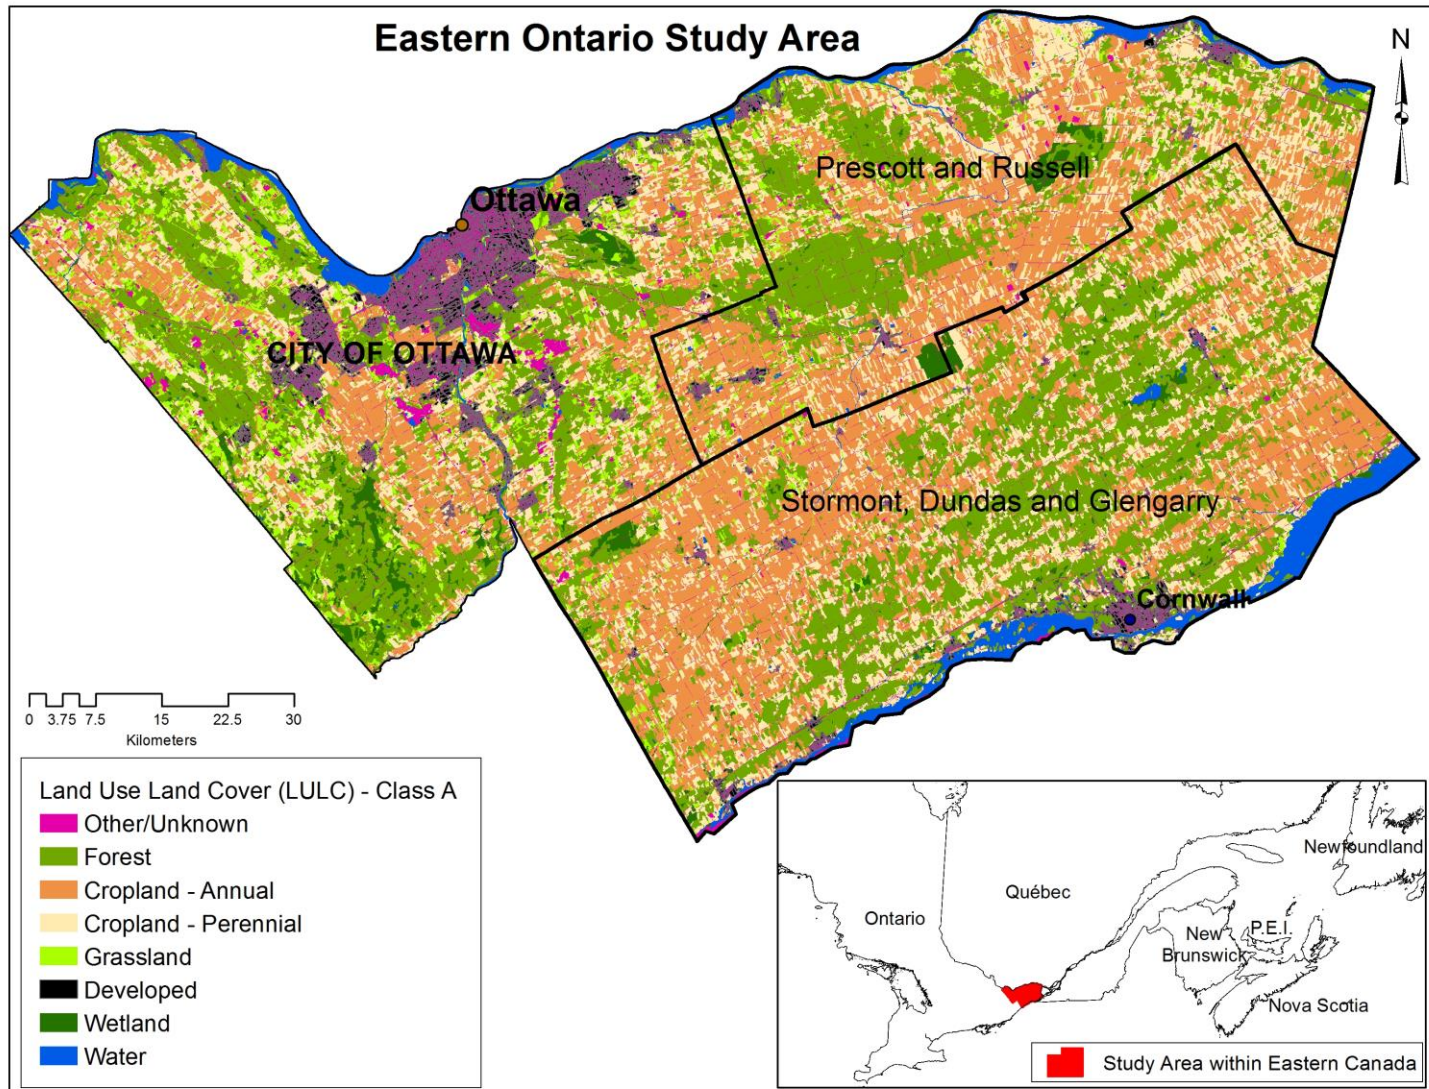 Eastern Ontario Study Area
N
Prescott and Russell
Ottawa
CITY OF OTTAWA
Stormont, Dundas and Glengarry
Cornwall
0 3.75 7.5 15 22.5 30
Kilometers
Land Use Land Cover (LULC) - Class A
Other/Unknown
Forest
Cropland - Annual
Cropland - Perennial
Grassland
Developed
Wetland
Water
Newfoundland
Québec
Ontario
P.E.I.
New
Brunswick
Nova Scotia
Study Area within Eastern Canada